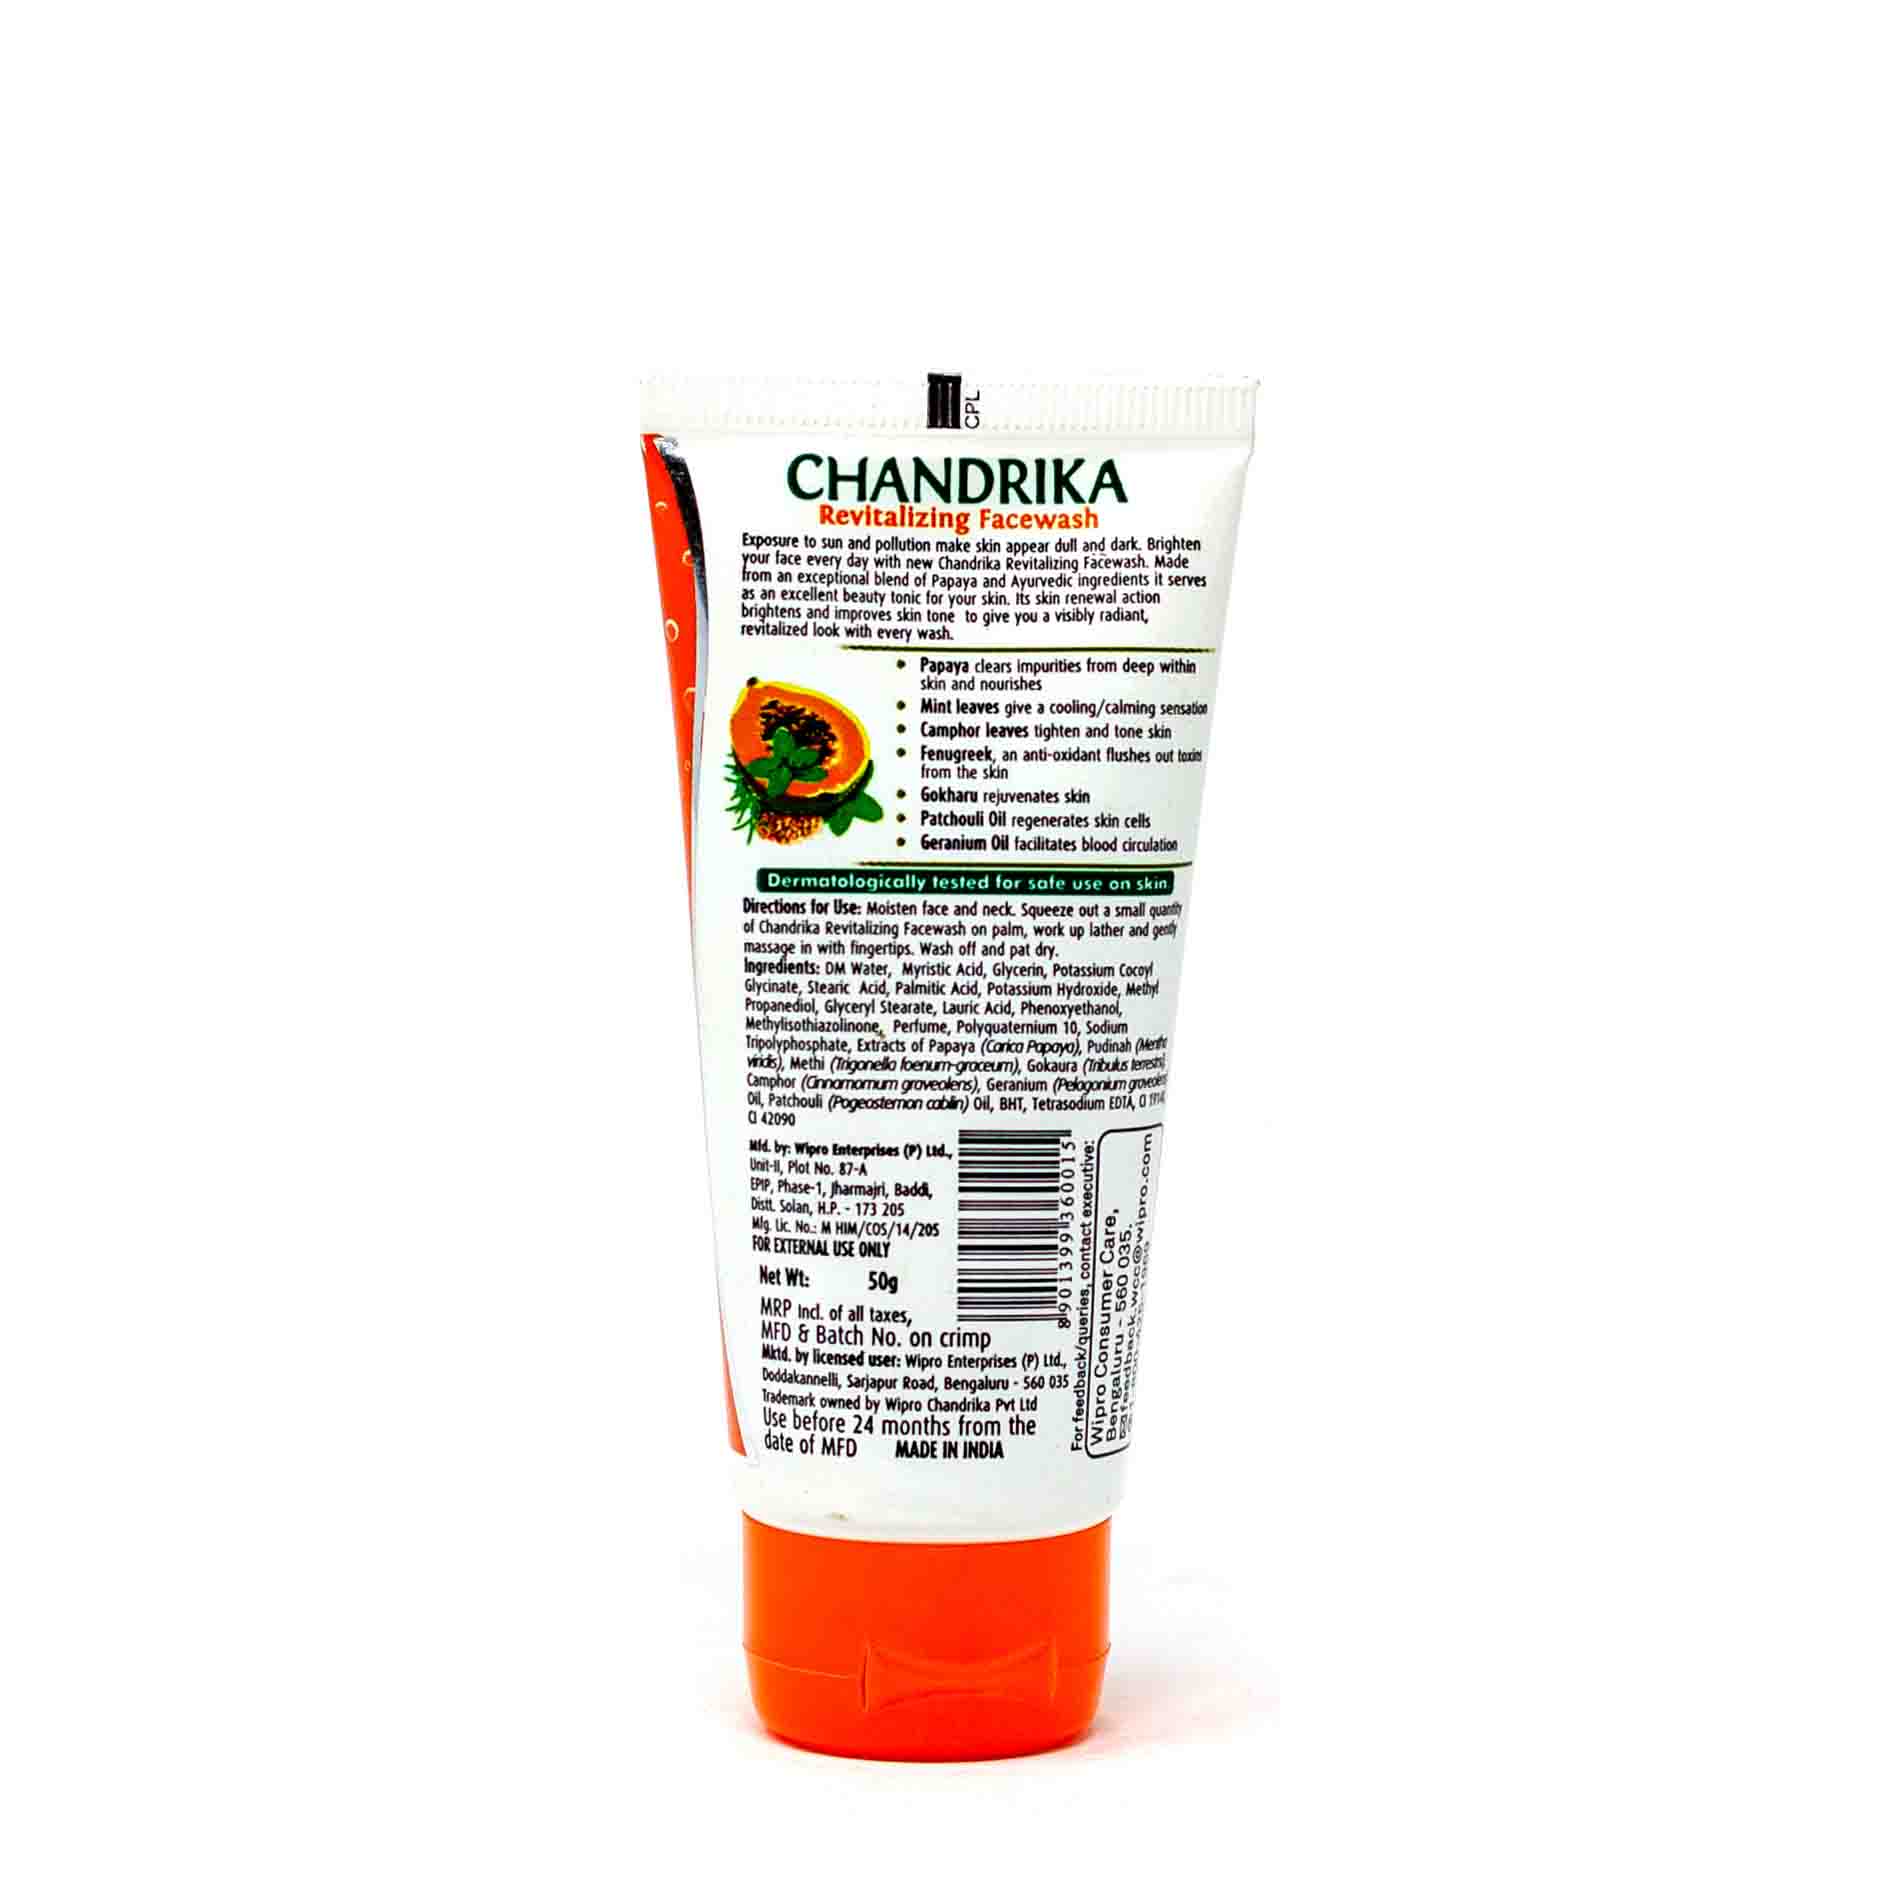 CPL
CHANDRIKA
Revitalizing Facewash
Exposure to sun and pollution make skin appear dull and dark. Brighten
your face every day with new Chandrika Revitalizing Facewash. Made
from an exceptional blend of Papaya and Ayurvedic ingredients it serves
as an excellent beauty tonic for your skin. Its skin renewal action
brightens and improves skin tone to give you a visibly radiant,
revitalized look with every wash.
• Papaya clears impurities from deep within
skin and nourishes
• Mint leaves give a cooling/calming sensation
• Camphor leaves tighten and tone skin
• Fenugreek, an anti-oxidant flushes out toxins
from the skin
• Gokharu rejuvenates skin
• Patchouli Oil regenerates skin cells
• Geranium Oil facilitates blood circulation
Dermatologically tested for safe use on skin
Directions for Use: Moisten face and neck. Squeeze out a small quantity
of Chandrika Revitalizing Facewash on palm, work up lather and gently
massage in with fingertips. Wash off and pat dry.
Ingredients: DM Water, Myristic Acid, Glycerin, Potassium Cocoyl
Glycinate, Stearic Acid, Palmitic Acid, Potassium Hydroxide, Methyl
Propanediol, Glyceryl Stearate, Lauric Acid, Phenoxyethanol,
Methylisothiazolinone, Perfume, Polyquaternium 10, Sodium
Tripolyphosphate, Extracts of Papaya (Carica Papaya), Pudinah (Mentha
viridis), Methi (Trigonella foenum-graceum), Gokaura (Tribulus terrestris),
Camphor (Cinnamomum graveolens), Geranium (Pelagonium graveolens)
Oil, Patchouli (Pogeostemon cablin) Oil, BHT, Tetrasodium EDTA, CI
CI 42090
Mfd. by: Wipro Enterprises (P) Ltd.,
Unit-II, Plot No. 87-A
EPIP, Phase-1, Jharmajri, Baddi,
Distt. Solan, H.P. - 173 205
Mfg. Lic. No.: M HIM/COS/14/205
FOR EXTERNAL USE ONLY
Net Wt: 50g
MRP Incl. of all taxes,
MFD & Batch No. on crimp
Mktd. by licensed user: Wipro Enterprises (P) Ltd.,
Doddakannelli, Sarjapur Road, Bengaluru - 560 035
Trademark owned by Wipro Chandrika Pvt Ltd
Use before 24 months from the
date of MFD MADE IN INDIA
8901399360015
For feedback/queries, contact executive:
Wipro Consumer Care,
Bengaluru - 560 035.
feedback.wcc@wipro.com